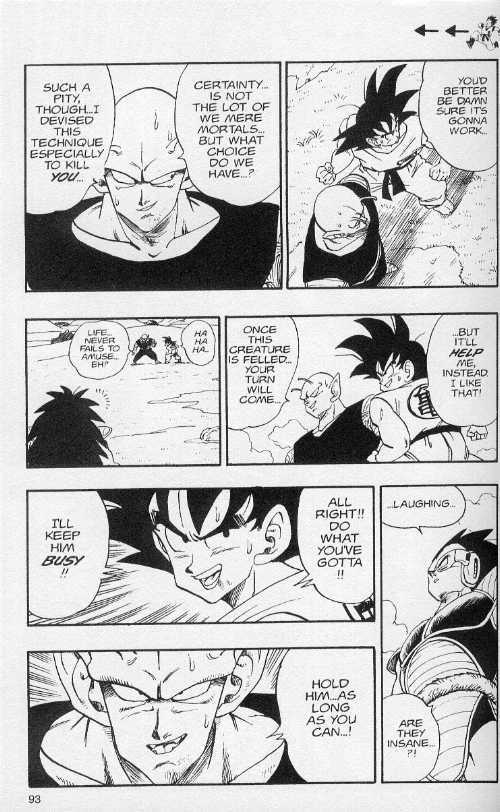 YOU'D
BETTER
BE DAMN
SURE IT'S
GONNA
WORK...
CERTAINTY...
IS NOT
THE LOT OF
WE MERE
MORTALS...
BUT WHAT
CHOICE
DO WE
HAVE...?
SUCH A
PITY,
THOUGH...I
DEVISED
THIS
TECHNIQUE
ESPECIALLY
TO KILL
YOU...
...BUT
IT'LL
HELP
ME,
INSTEAD.
I LIKE
THAT!
ONCE
THIS
CREATURE
IS FELLED...
YOUR
TURN
WILL
COME...
HA
HA
HA...
LIFE...
NEVER
FAILS TO
AMUSE...
EH?
...LAUGHING...
ARE
THEY
INSANE...
?!
ALL
RIGHT!!
DO
WHAT
YOU'VE
GOTTA
!!
I'LL
KEEP
HIM
BUSY
!!
HOLD
HIM...AS
LONG
AS YOU
CAN...!
93